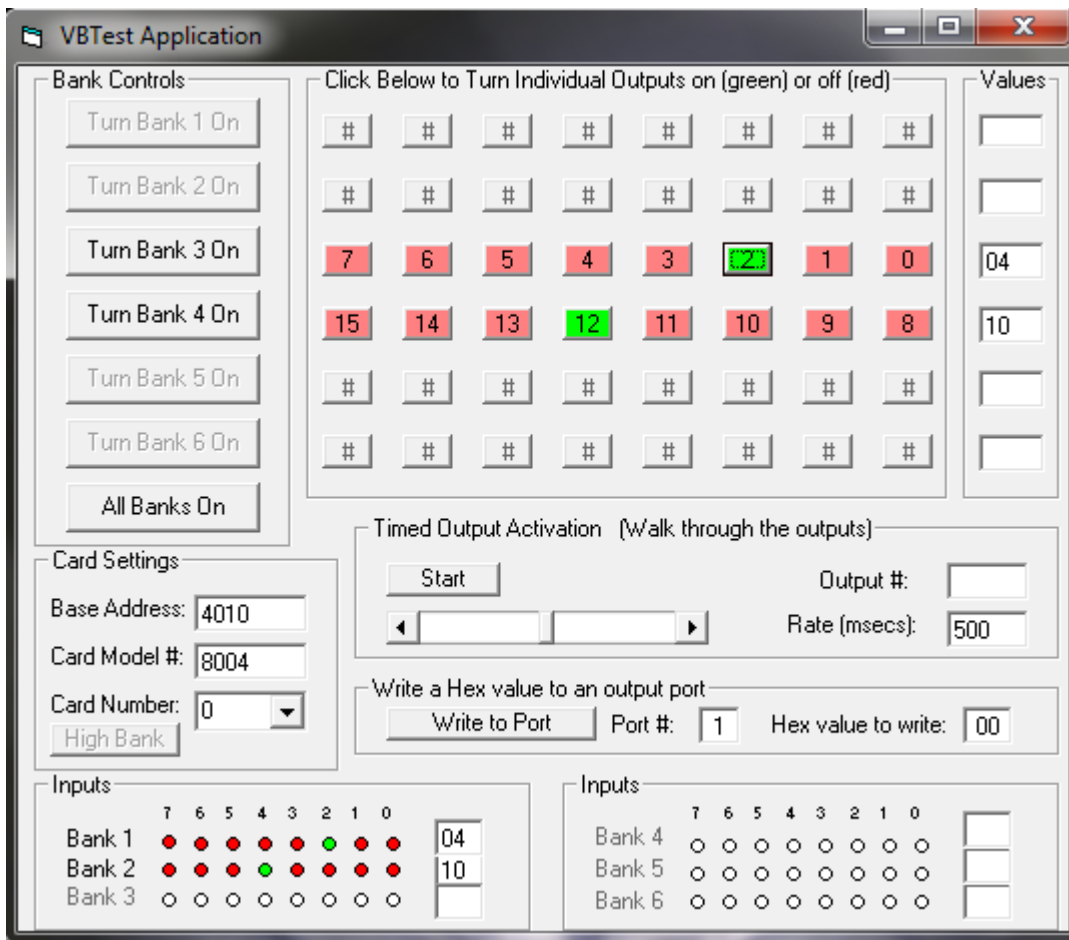 VBTest Application
Bank Controls
Turn Bank 1 On
Turn Bank 2 On
Turn Bank 3 On
Turn Bank 4 On
Turn Bank 5 On
Turn Bank 6 On
All Banks On
Click Below to Turn Individual Outputs on (green) or off (red)
# # # # # # # #
# # # # # # # #
7 6 5 4 3 2 1 0
15 14 13 12 11 10 9 8
# # # # # # # #
# # # # # # # #
Values
04
10
Card Settings
Base Address: 4010
Card Model #: 8004
Card Number: 0
High Bank
Timed Output Activation (Walk through the outputs)
Start
Output #:
Rate (msecs): 500
Write a Hex value to an output port
Write to Port Port #: 1 Hex value to write: 00
Inputs
7 6 5 4 3 2 1 0
Bank 1 04
Bank 2 10
Bank 3
Inputs
7 6 5 4 3 2 1 0
Bank 4
Bank 5
Bank 6